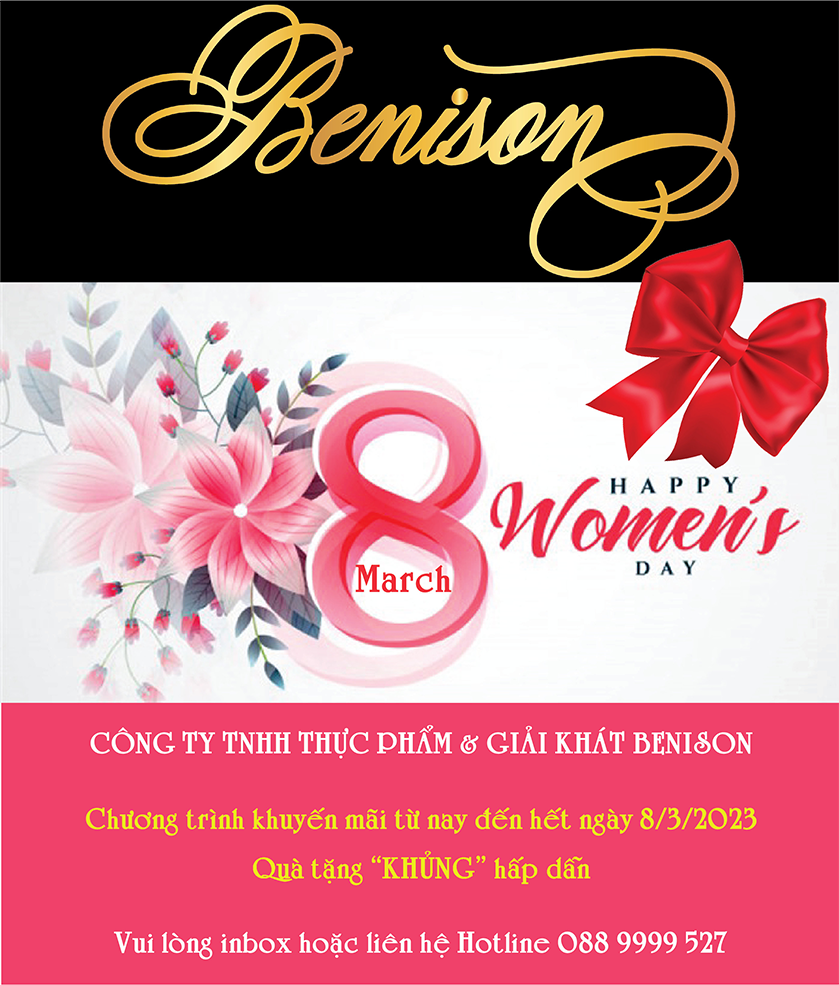 Benison
8
March
HAPPY
Women's
DAY
CÔNG TY TNHH THỰC PHẨM & GIẢI KHÁT BENISON
Chương trình khuyến mãi từ nay đến hết ngày 8/3/2023
Quà tặng “KHỦNG” hấp dẫn
Vui lòng inbox hoặc liên hệ Hotline 088 9999 527